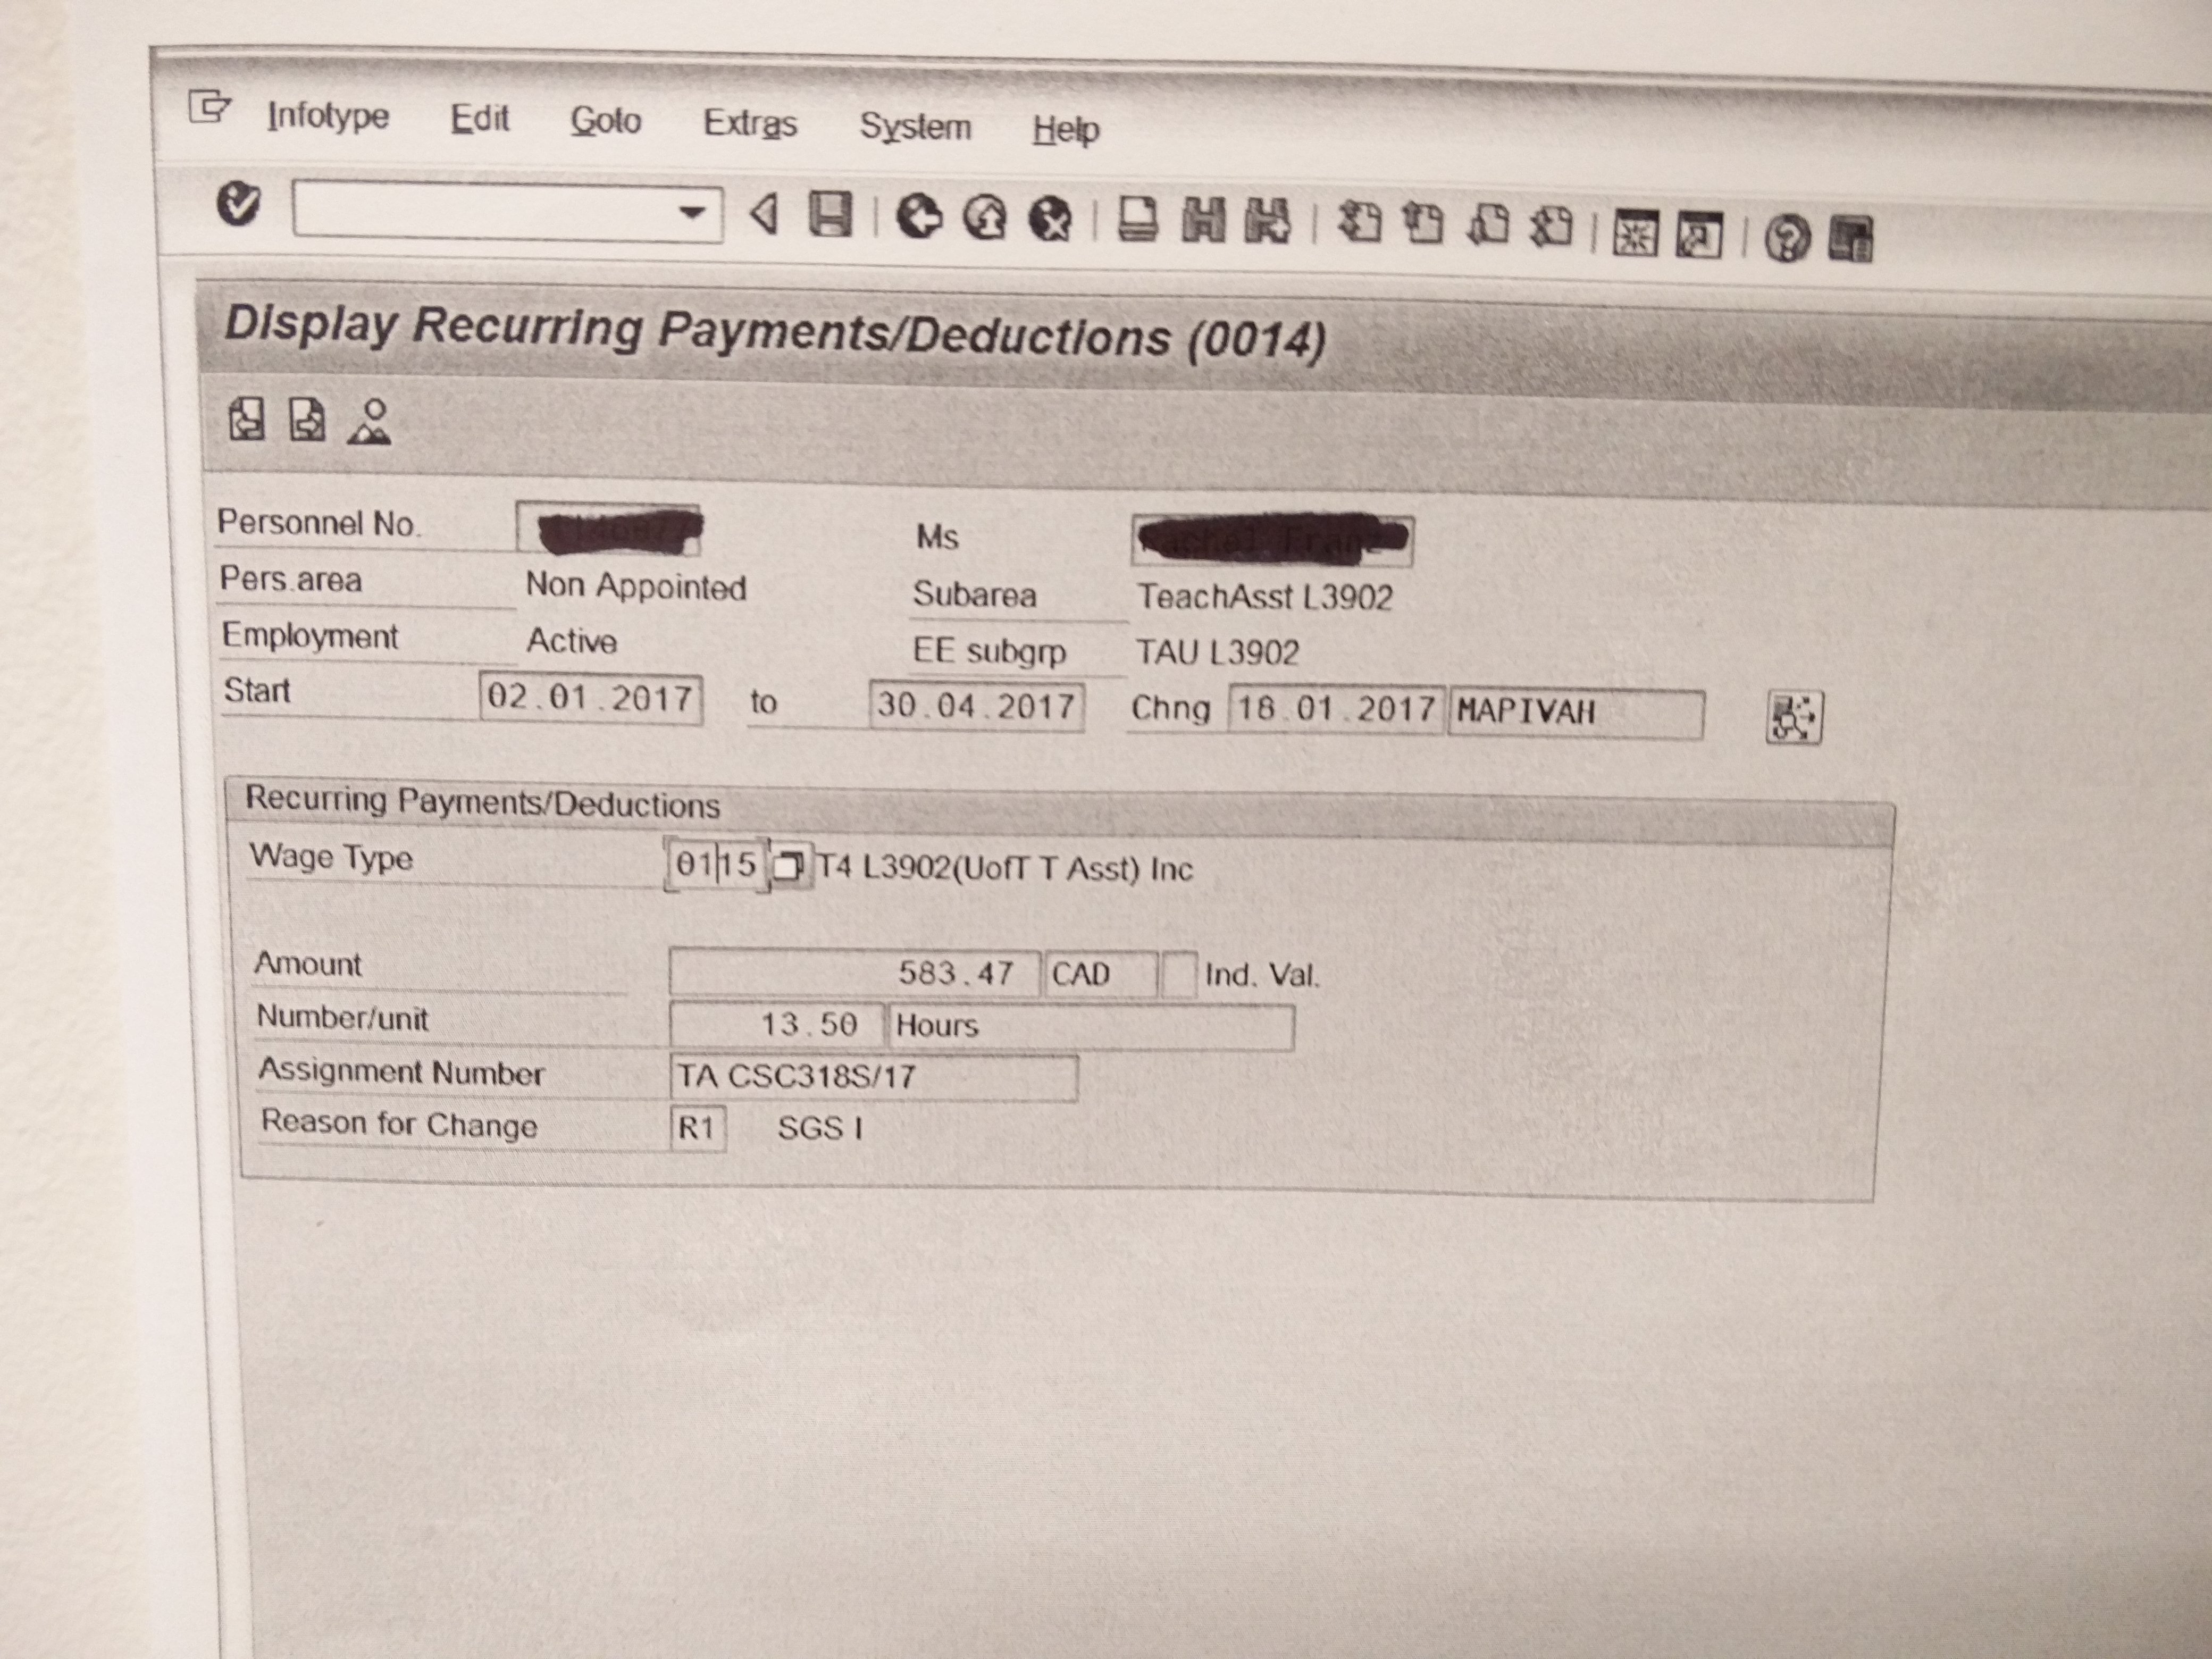 Infotype Edit Goto Extras System Help
Display Recurring Payments/Deductions (0014)
Personnel No. Ms
Pers.area Non Appointed Subarea TeachAsst L3902
Employment Active EE subgrp TAU L3902
Start 02.01.2017 to 30.04.2017 Chng 18.01.2017 MAPIVAH
Recurring Payments/Deductions
Wage Type 0115 T4 L3902(UofT T Asst) Inc
Amount 583.47 CAD Ind. Val.
Number/unit 13.50 Hours
Assignment Number TA CSC318S/17
Reason for Change R1 SGS I